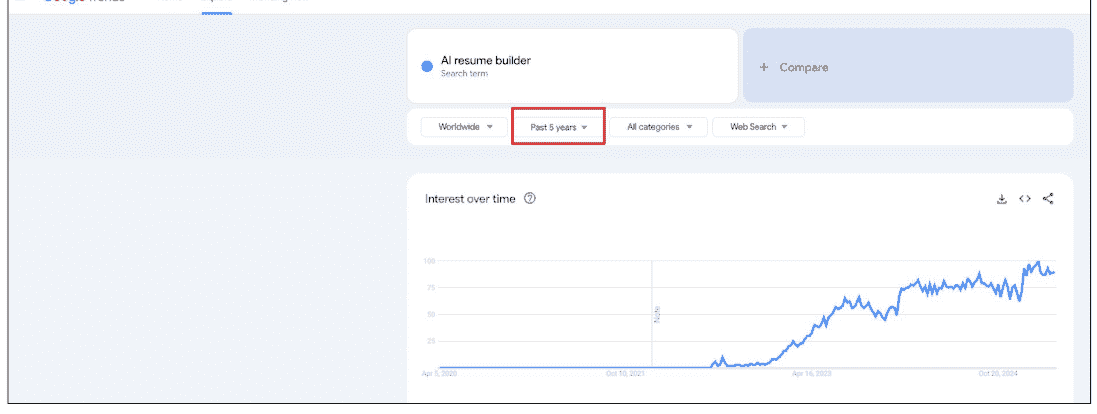 AI resume builder
Search term
+ Compare
Worldwide
Past 5 years
All categories
Web Search
Interest over time
100
75
50
25
Note
Apr 5, 2020
Oct 10, 2021
Apr 16, 2023
Oct 20, 2024